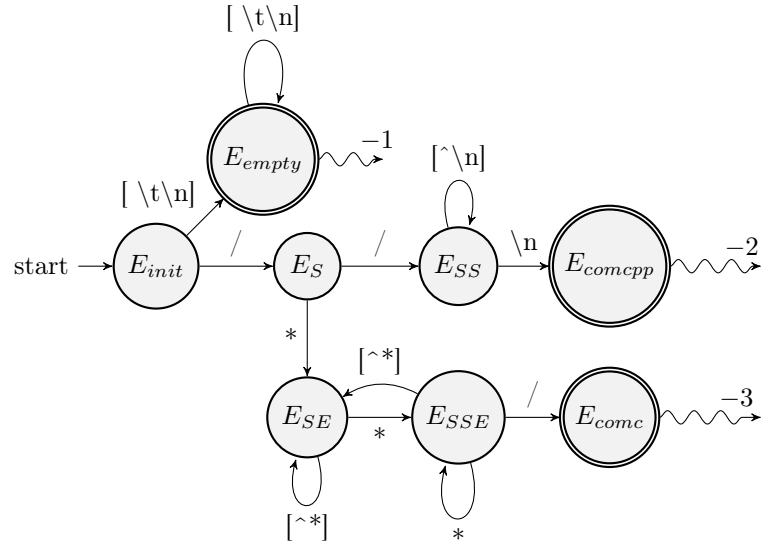 [ \t\n]
E_empty
−1
[ \t\n]
[^\n]
start
E_init
/
E_S
/
E_SS
\n
E_comcpp
−2
*
[^*]
E_SE
*
E_SSE
/
E_comc
−3
[^*]
*